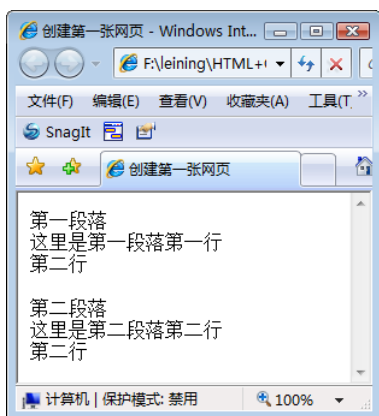 创建第一张网页 - Windows Int...
F:\leining\HTML+
文件(F) 编辑(E) 查看(V) 收藏夹(A) 工具(T,
SnagIt
创建第一张网页
第一段落
这里是第一段落第一行
第二行
第二段落
这里是第二段落第二行
第二行
计算机 | 保护模式: 禁用 100%